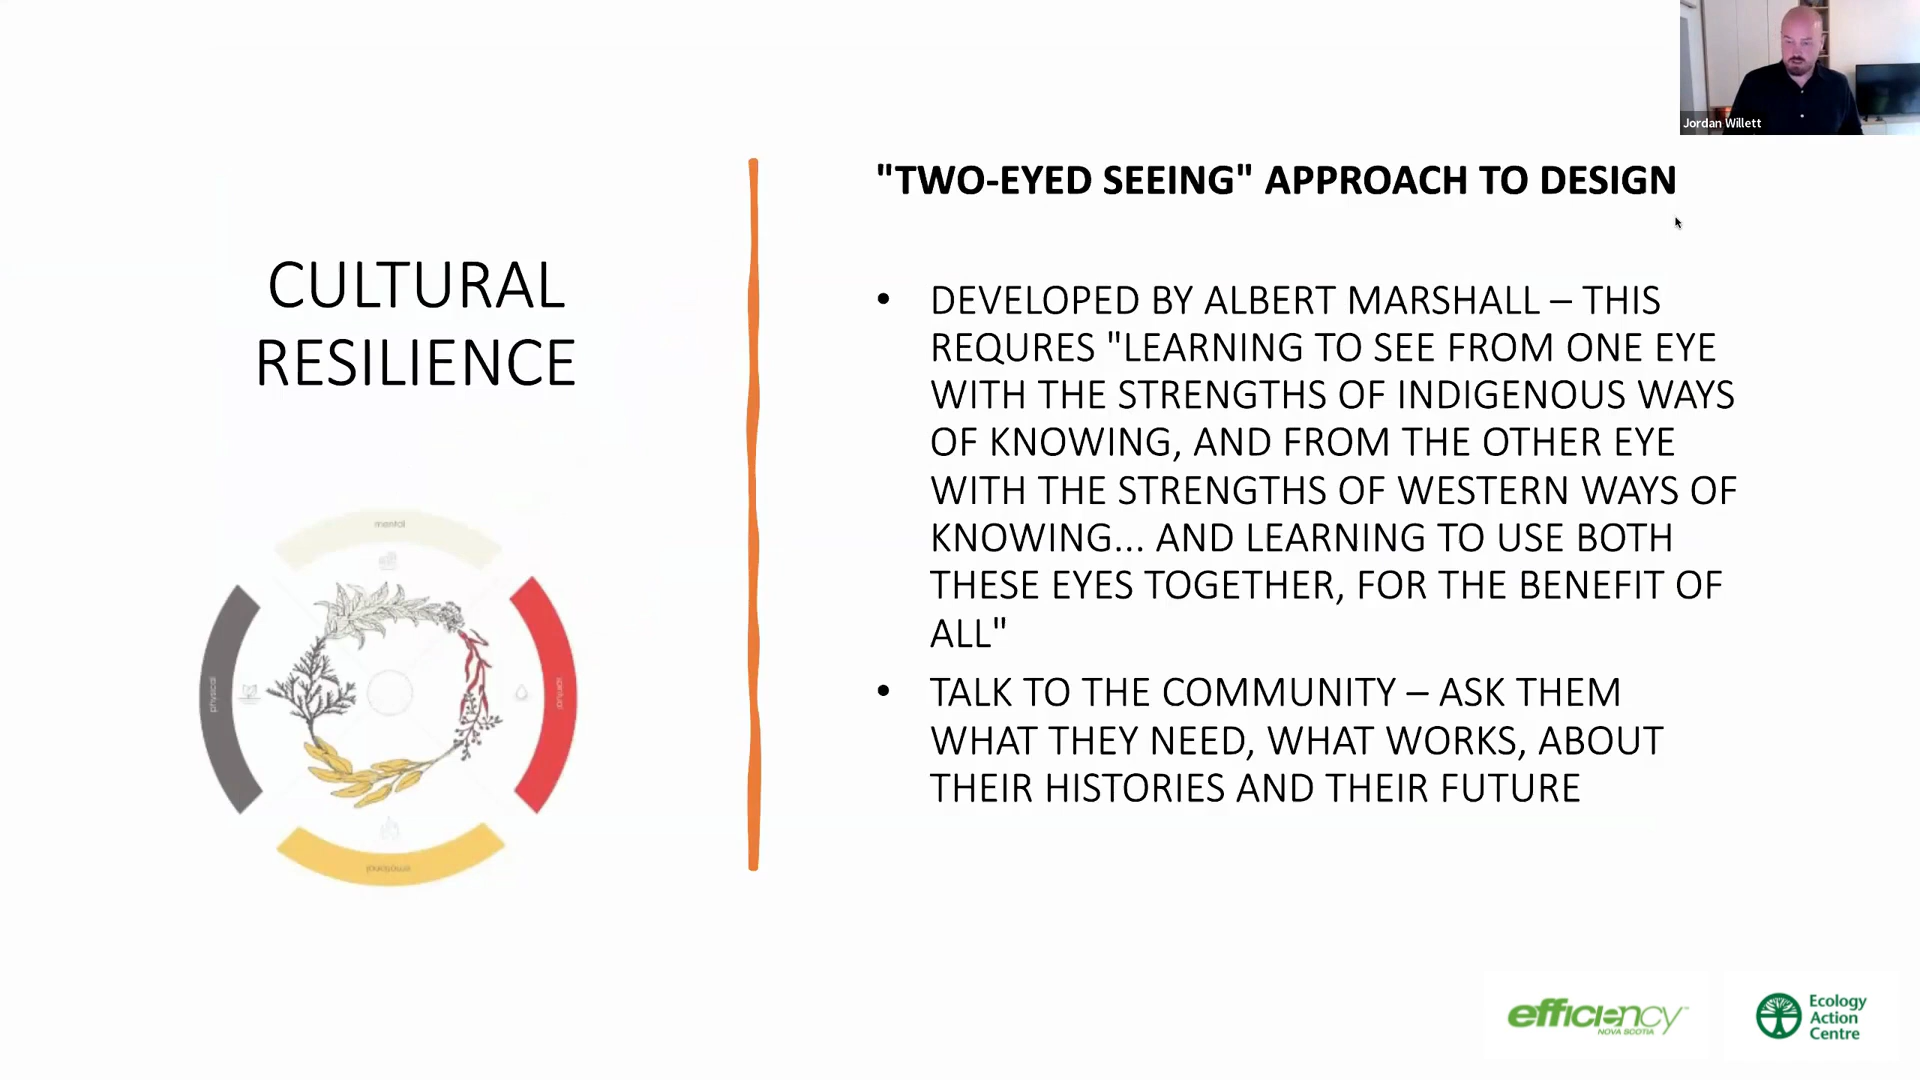 Jordan Willett
"TWO-EYED SEEING" APPROACH TO DESIGN
CULTURAL
RESILIENCE
• DEVELOPED BY ALBERT MARSHALL – THIS
REQURES "LEARNING TO SEE FROM ONE EYE
WITH THE STRENGTHS OF INDIGENOUS WAYS
OF KNOWING, AND FROM THE OTHER EYE
WITH THE STRENGTHS OF WESTERN WAYS OF
KNOWING... AND LEARNING TO USE BOTH
THESE EYES TOGETHER, FOR THE BENEFIT OF
ALL"
• TALK TO THE COMMUNITY – ASK THEM
WHAT THEY NEED, WHAT WORKS, ABOUT
THEIR HISTORIES AND THEIR FUTURE
mental
physical
spiritual
emotional
efficiency
NOVA SCOTIA
Ecology
Action
Centre